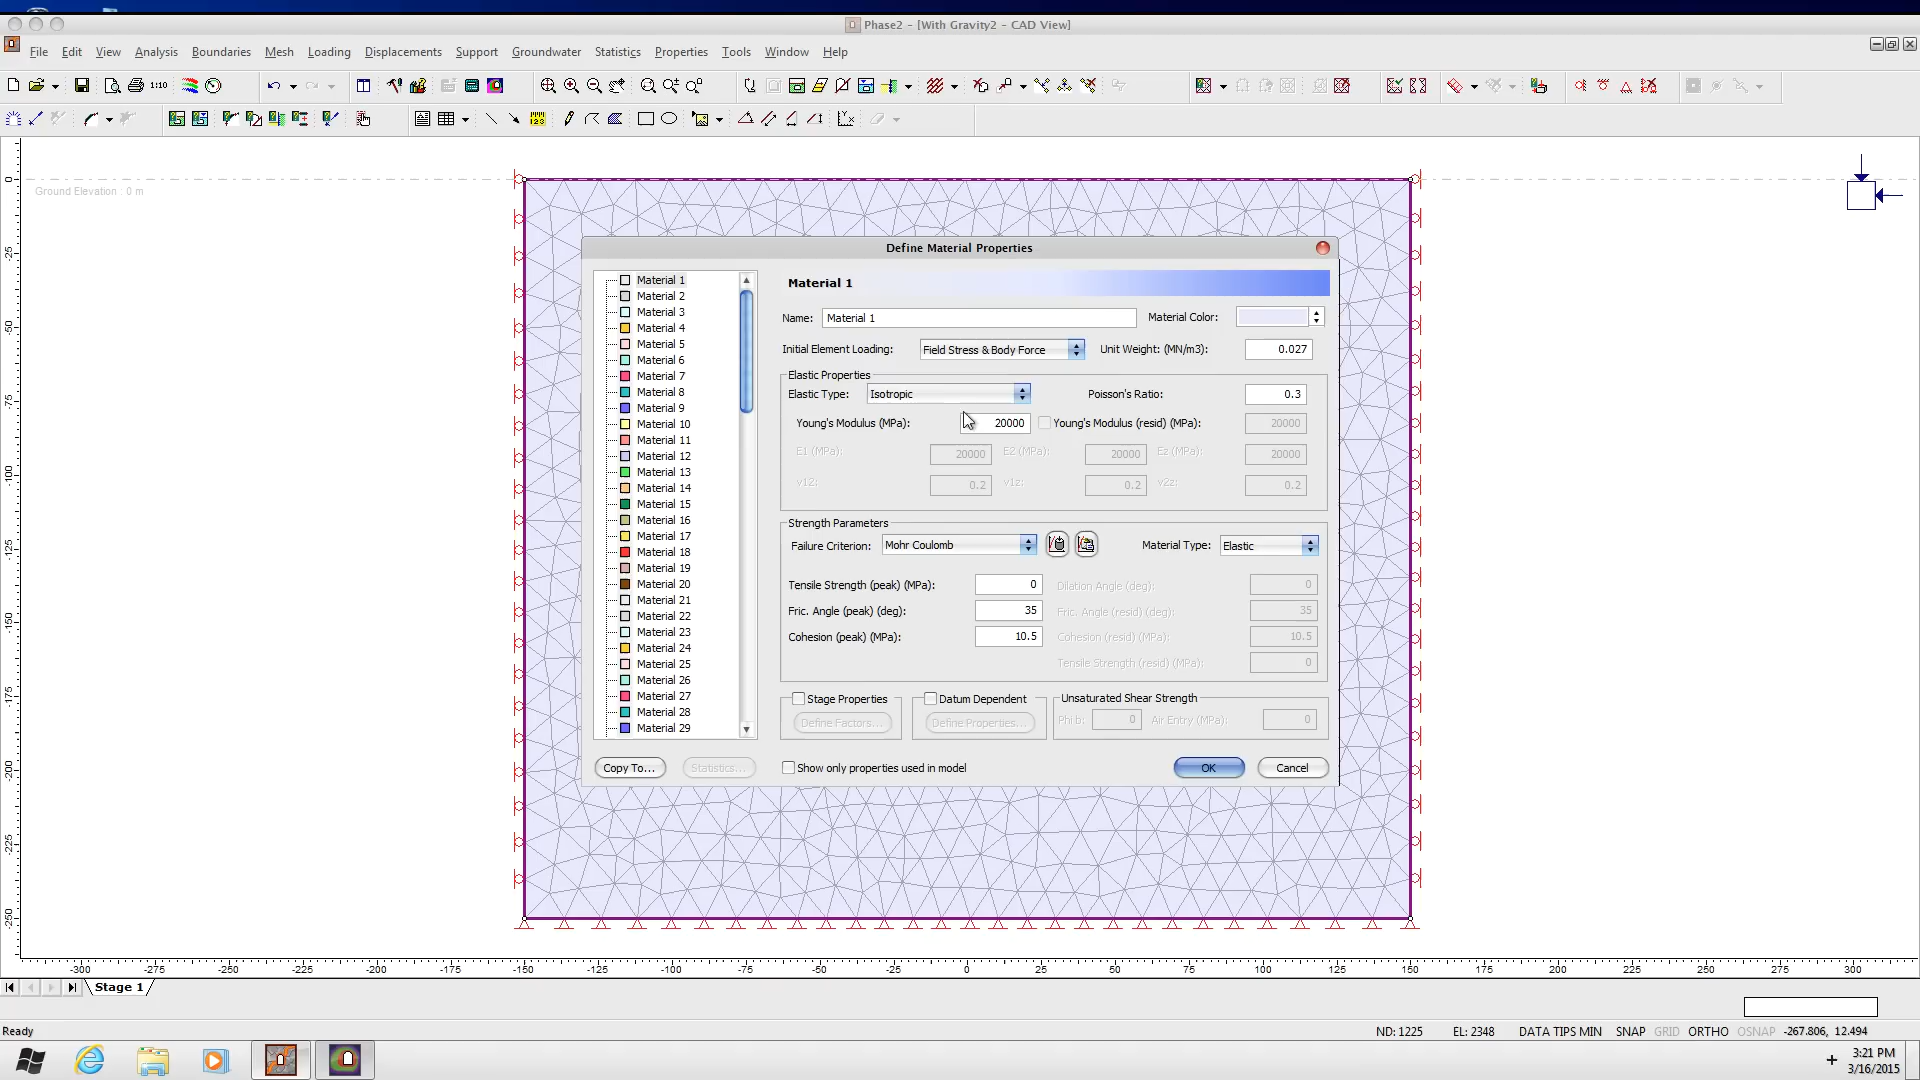 Phase2 - [With Gravity2 - CAD View]
File Edit View Analysis Boundaries Mesh Loading Displacements Support Groundwater Statistics Properties Tools Window Help
1:10
123
Ground Elevation : 0 m
Define Material Properties
Material 1
Material 2
Material 3
Material 4
Material 5
Material 6
Material 7
Material 8
Material 9
Material 10
Material 11
Material 12
Material 13
Material 14
Material 15
Material 16
Material 17
Material 18
Material 19
Material 20
Material 21
Material 22
Material 23
Material 24
Material 25
Material 26
Material 27
Material 28
Material 29
Material 1
Name: Material 1 Material Color:
Initial Element Loading: Field Stress & Body Force Unit Weight: (MN/m3): 0.027
Elastic Properties
Elastic Type: Isotropic Poisson's Ratio: 0.3
Young's Modulus (MPa): 20000 Young's Modulus (resid) (MPa): 20000
E1 (MPa): 20000 E2 (MPa): 20000 Ez (MPa): 20000
v12: 0.2 v1z: 0.2 v2z: 0.2
Strength Parameters
Failure Criterion: Mohr Coulomb Material Type: Elastic
Tensile Strength (peak) (MPa): 0 Dilation Angle (deg): 0
Fric. Angle (peak) (deg): 35 Fric. Angle (resid) (deg): 35
Cohesion (peak) (MPa): 10.5 Cohesion (resid) (MPa): 10.5
Tensile Strength (resid) (MPa): 0
Stage Properties Datum Dependent Unsaturated Shear Strength
Define Factors... Define Properties... Phi b: 0 Air Entry (MPa): 0
Copy To... Statistics... Show only properties used in model OK Cancel
0
-25
-50
-75
-100
-125
-150
-175
-200
-225
-250
-300 -275 -250 -225 -200 -175 -150 -125 -100 -75 -50 -25 0 25 50 75 100 125 150 175 200 225 250 275 300
Stage 1
Ready ND: 1225 EL: 2348 DATA TIPS MIN SNAP GRID ORTHO OSNAP -267.806, 12.494
3:21 PM
3/16/2015